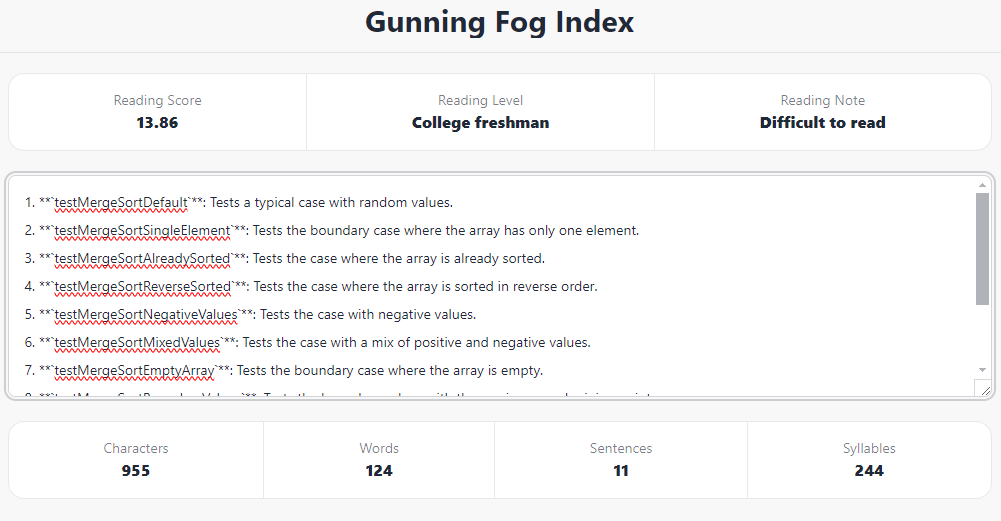 Gunning Fog Index
Reading Score
13.86
Reading Level
College freshman
Reading Note
Difficult to read
1. **`testMergeSortDefault`**: Tests a typical case with random values.
2. **`testMergeSortSingleElement`**: Tests the boundary case where the array has only one element.
3. **`testMergeSortAlreadySorted`**: Tests the case where the array is already sorted.
4. **`testMergeSortReverseSorted`**: Tests the case where the array is sorted in reverse order.
5. **`testMergeSortNegativeValues`**: Tests the case with negative values.
6. **`testMergeSortMixedValues`**: Tests the case with a mix of positive and negative values.
7. **`testMergeSortEmptyArray`**: Tests the boundary case where the array is empty.
Characters
955
Words
124
Sentences
11
Syllables
244